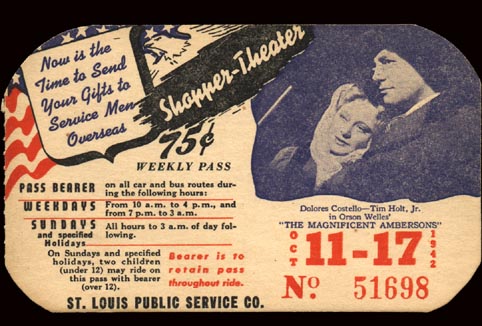 Now is the
Time to Send
Your Gifts to
Service Men
Overseas
Shopper-Theater
75¢
WEEKLY PASS
PASS BEARER on all car and bus routes dur-
ing the following hours:
WEEKDAYS From 10 a.m. to 4 p.m., and
from 7 p.m. to 3 a.m.
SUNDAYS All hours to 3 a.m. of day fol-
and specified lowing.
Holidays
On Sundays and specified
holidays, two children
(under 12) may ride on
this pass with bearer
(over 12).
Bearer is to
retain pass
throughout ride.
ST. LOUIS PUBLIC SERVICE CO.
Dolores Costello—Tim Holt, Jr.
in Orson Welles'
"THE MAGNIFICENT AMBERSONS"
OCT 11-17 1942
No. 51698